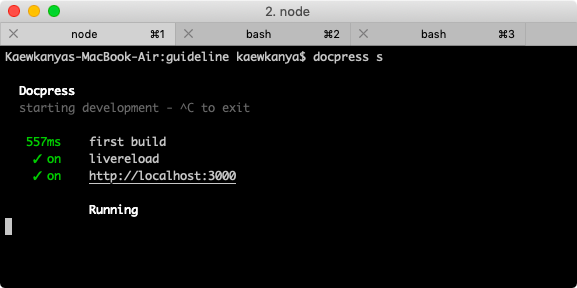 2. node
node ⌘1 bash ⌘2 bash ⌘3
Kaewkanyas-MacBook-Air:guideline kaewkanya$ docpress s
Docpress
starting development - ^C to exit
557ms first build
✓ on livereload
✓ on http://localhost:3000
Running